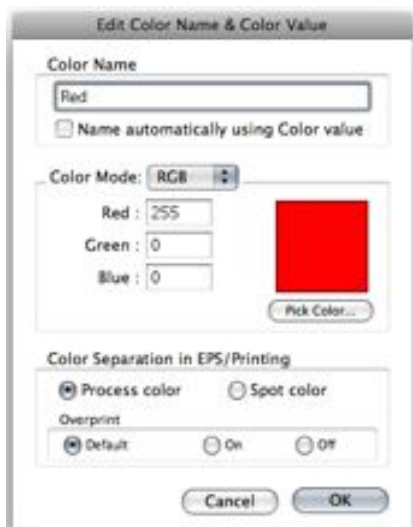 Edit Color Name & Color Value
Color Name
Red
Name automatically using Color value
Color Mode: RGB
Red : 255
Green : 0
Blue : 0
Pick Color...
Color Separation in EPS/Printing
Process color Spot color
Overprint
Default On Off
Cancel OK